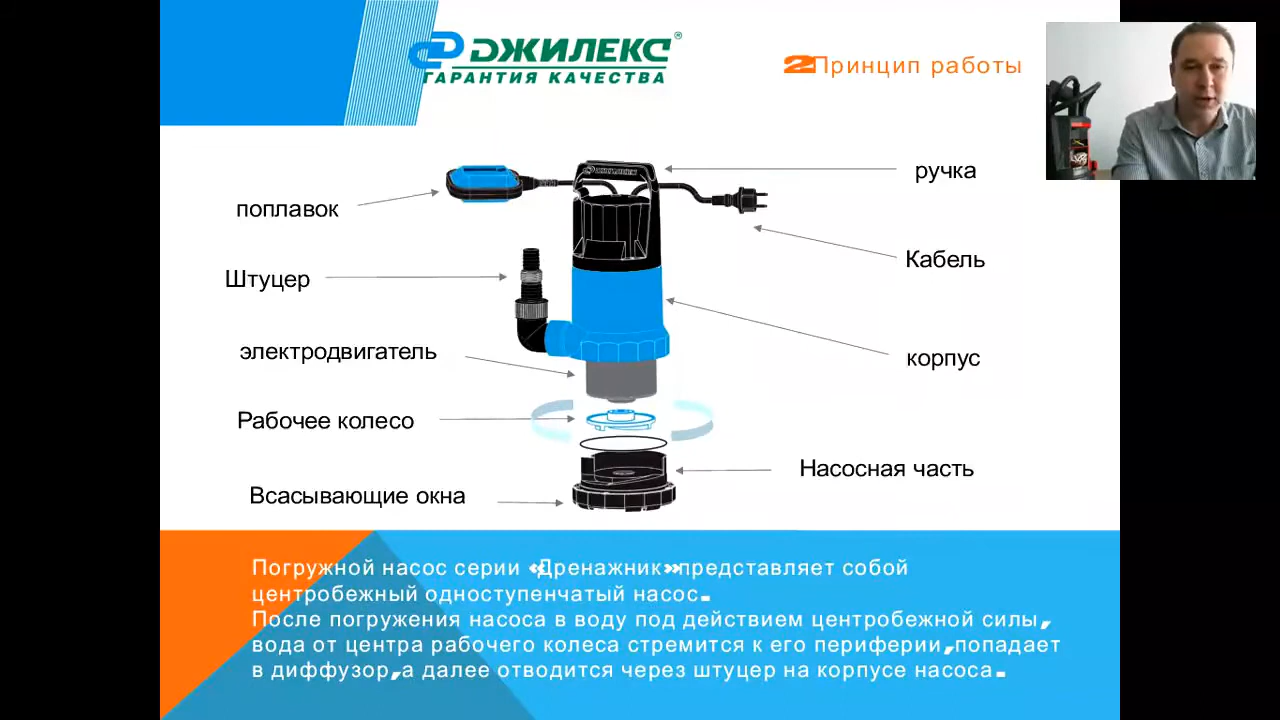 ДЖИЛЕКС®
ГАРАНТИЯ КАЧЕСТВА
2 Принцип работы
ДЖИЛЕКС
ручка
поплавок
Кабель
Штуцер
электродвигатель
корпус
Рабочее колесо
Насосная часть
Всасывающие окна
Погружной насос серии «Дренажник» представляет собой
центробежный одноступенчатый насос.
После погружения насоса в воду под действием центробежной силы,
вода от центра рабочего колеса стремится к его периферии, попадает
в диффузор, а далее отводится через штуцер на корпусе насоса.